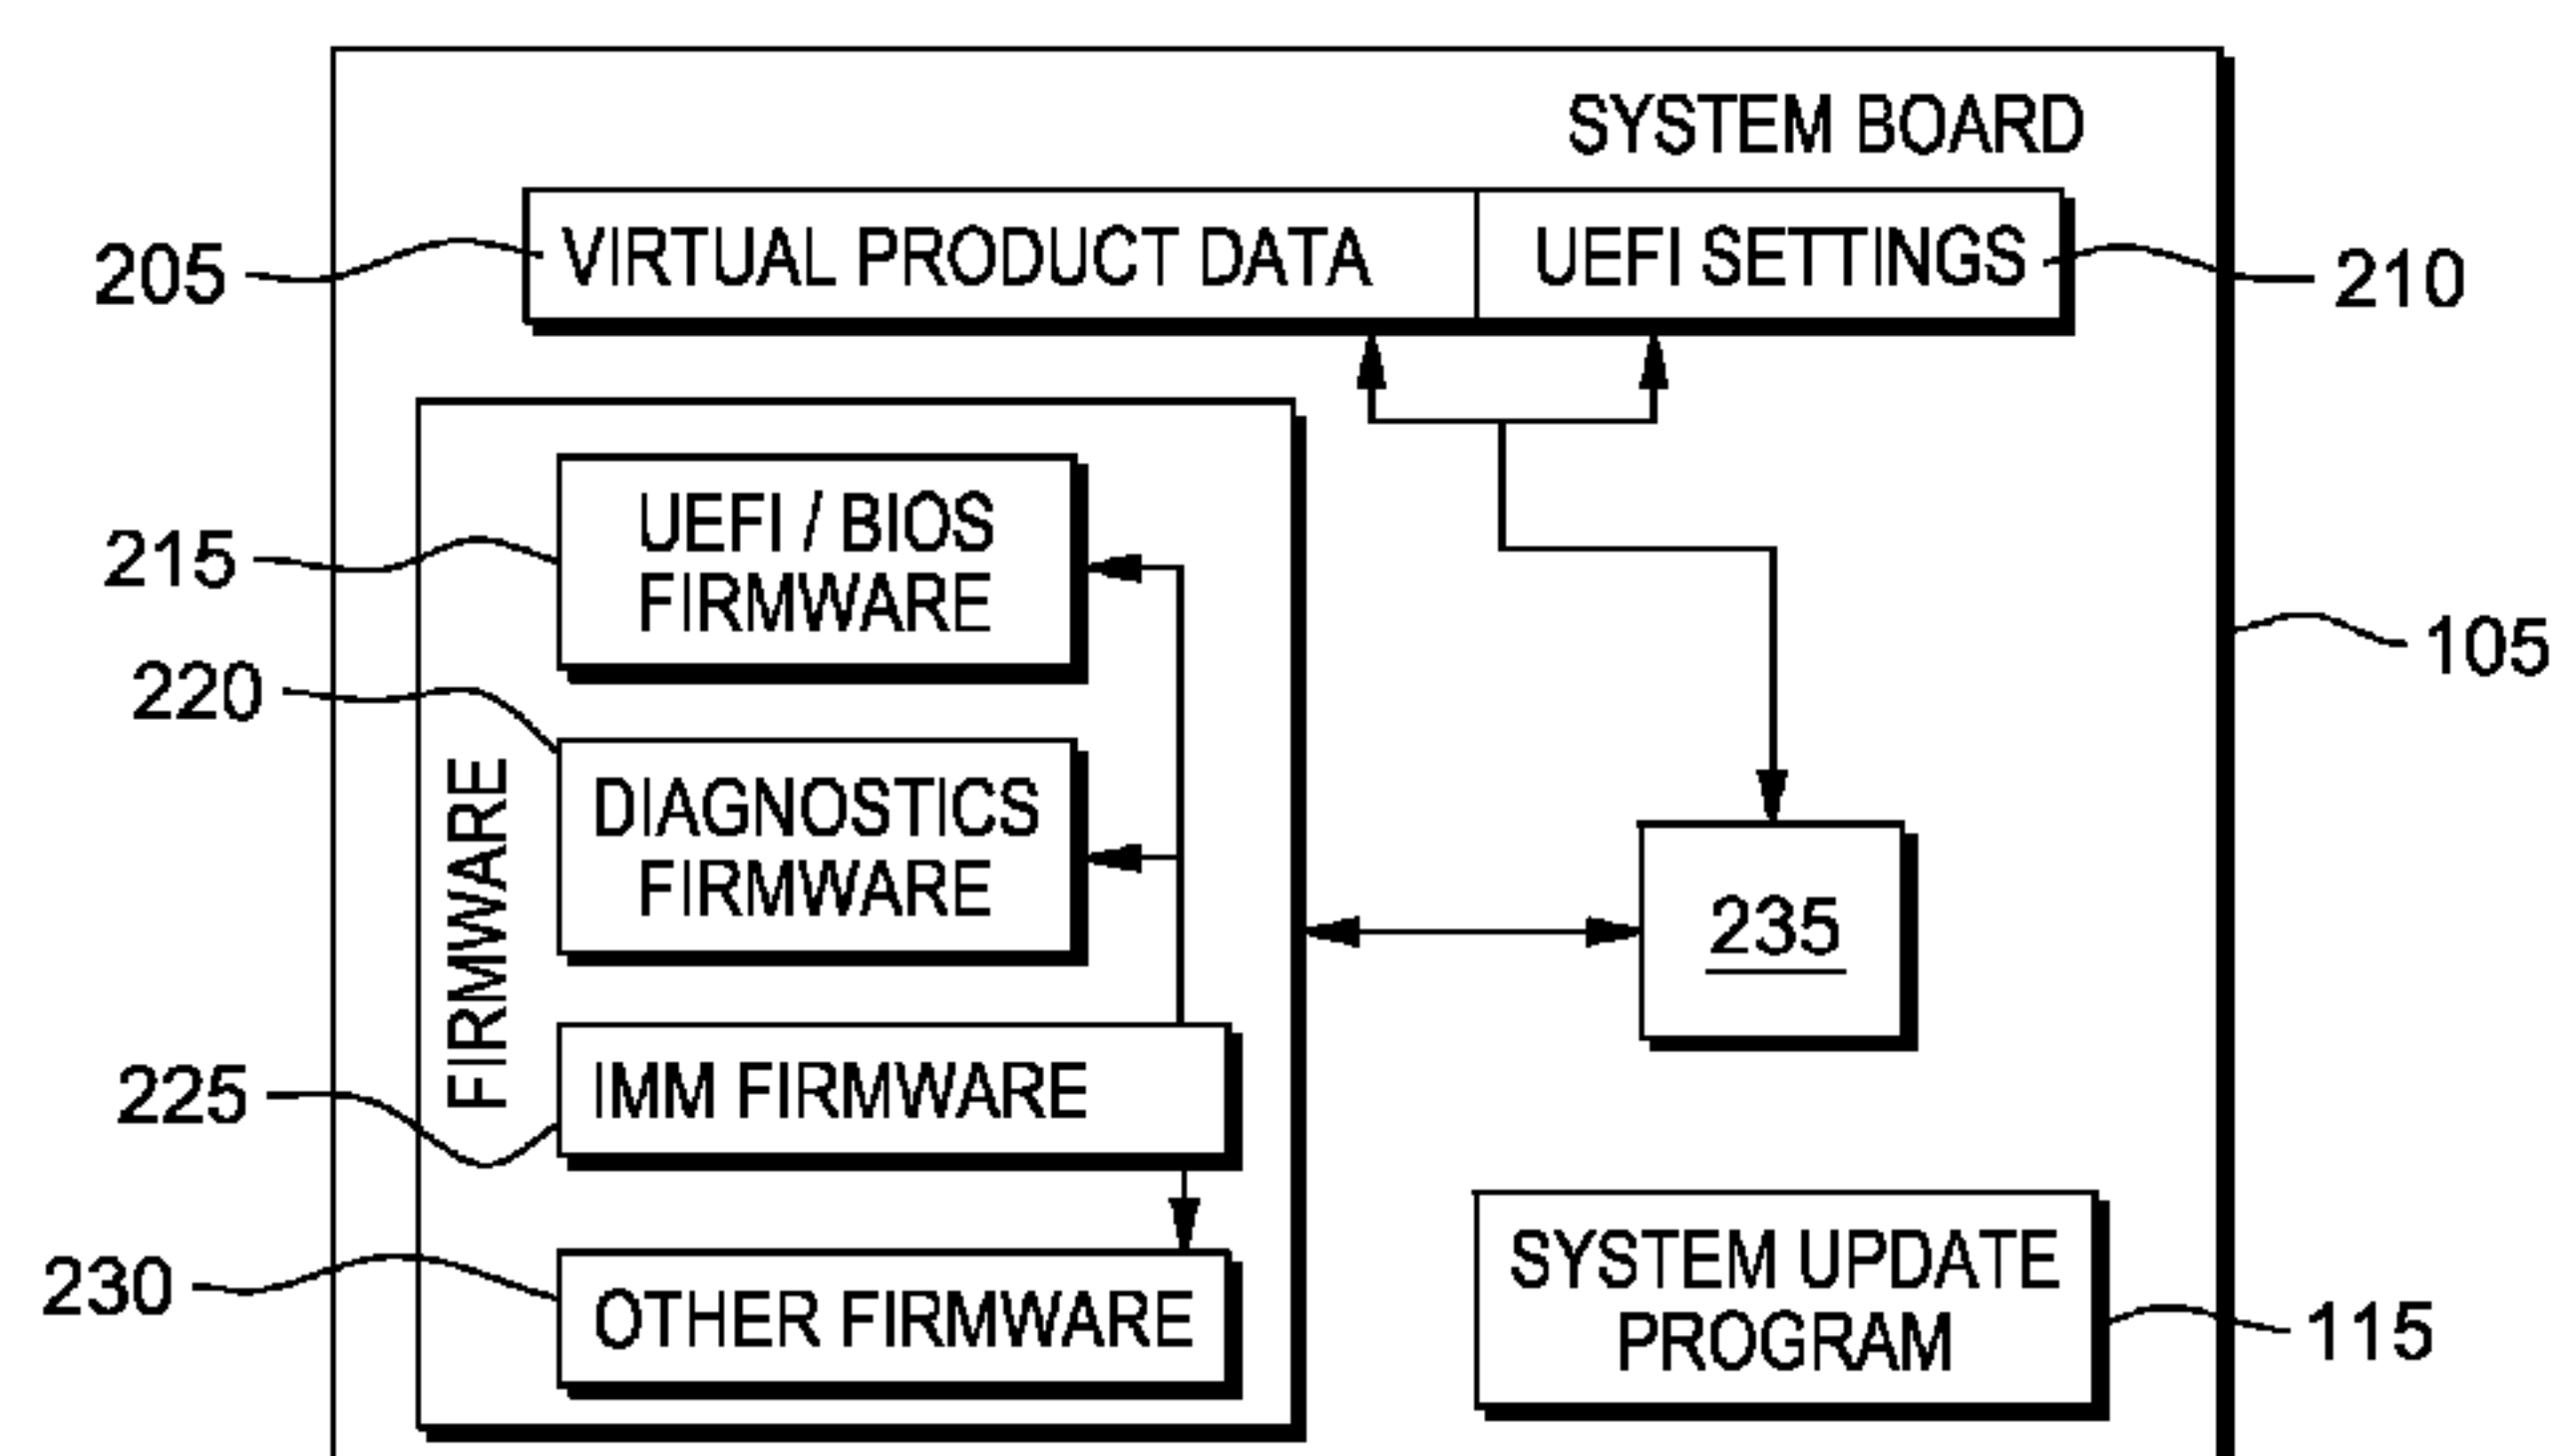 SYSTEM BOARD
205
VIRTUAL PRODUCT DATA
UEFI SETTINGS
210
215
UEFI / BIOS
FIRMWARE
105
220
FIRMWARE
DIAGNOSTICS
FIRMWARE
235
225
IMM FIRMWARE
230
OTHER FIRMWARE
SYSTEM UPDATE
PROGRAM
115